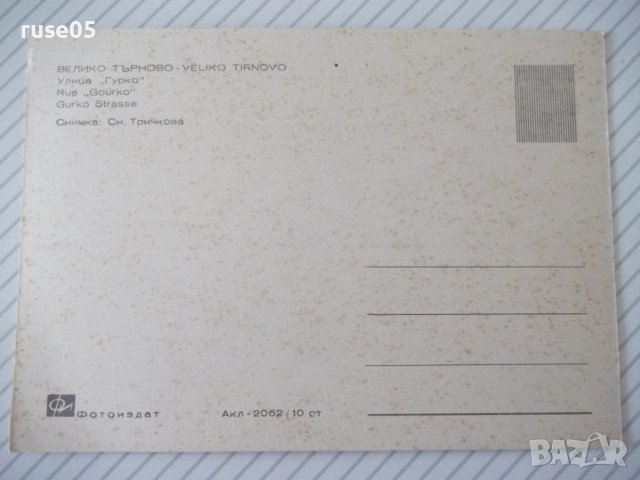 ruse05
ВЕЛИКО ТЪРНОВО - VELIKO TIRNOVO
Улица „Гурко"
Rue „Gourko"
Gurko Strasse
Снимка: Сн. Тричкова
Фотоиздат
Акл-2062/10 ст
BAZAR